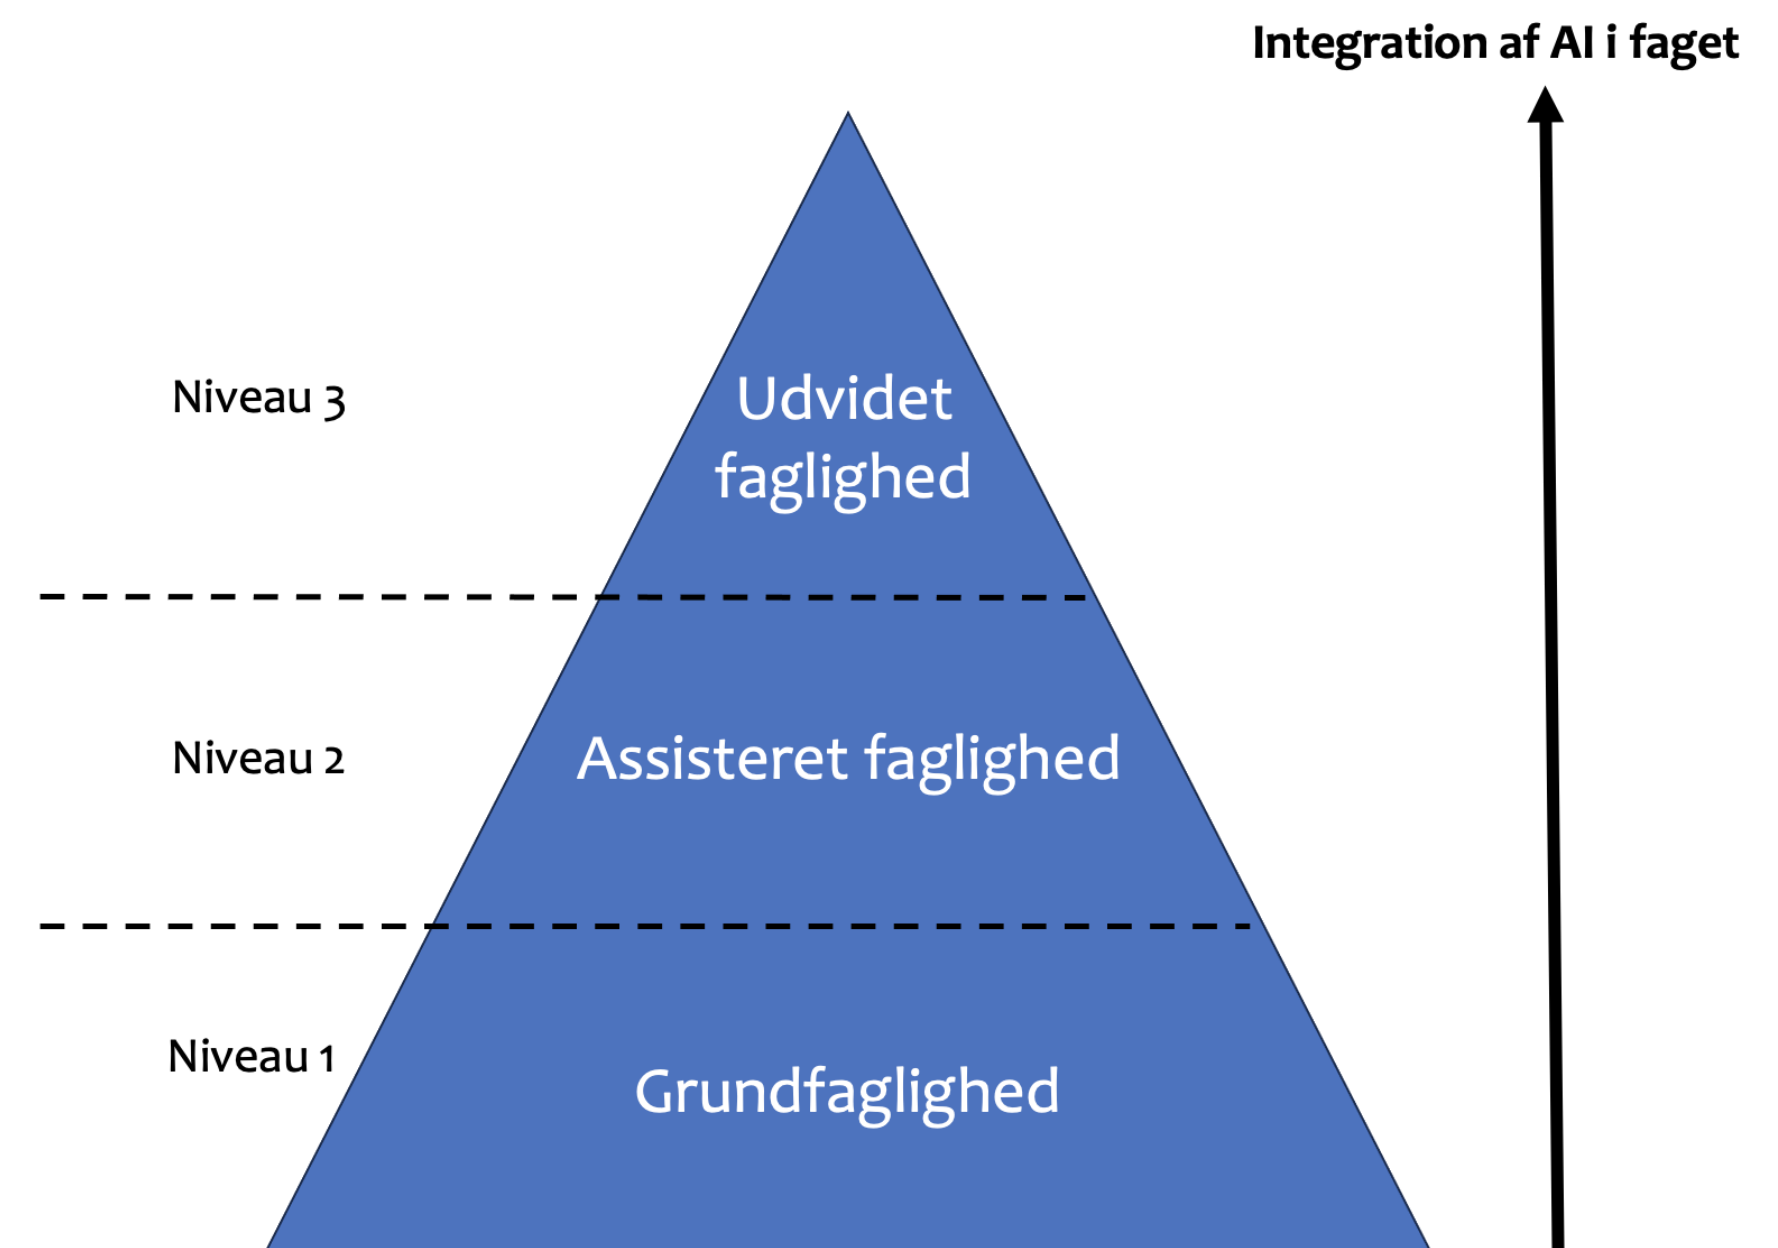 Integration af AI i faget
Niveau 3
Udvidet
faglighed
Niveau 2
Assisteret faglighed
Niveau 1
Grundfaglighed